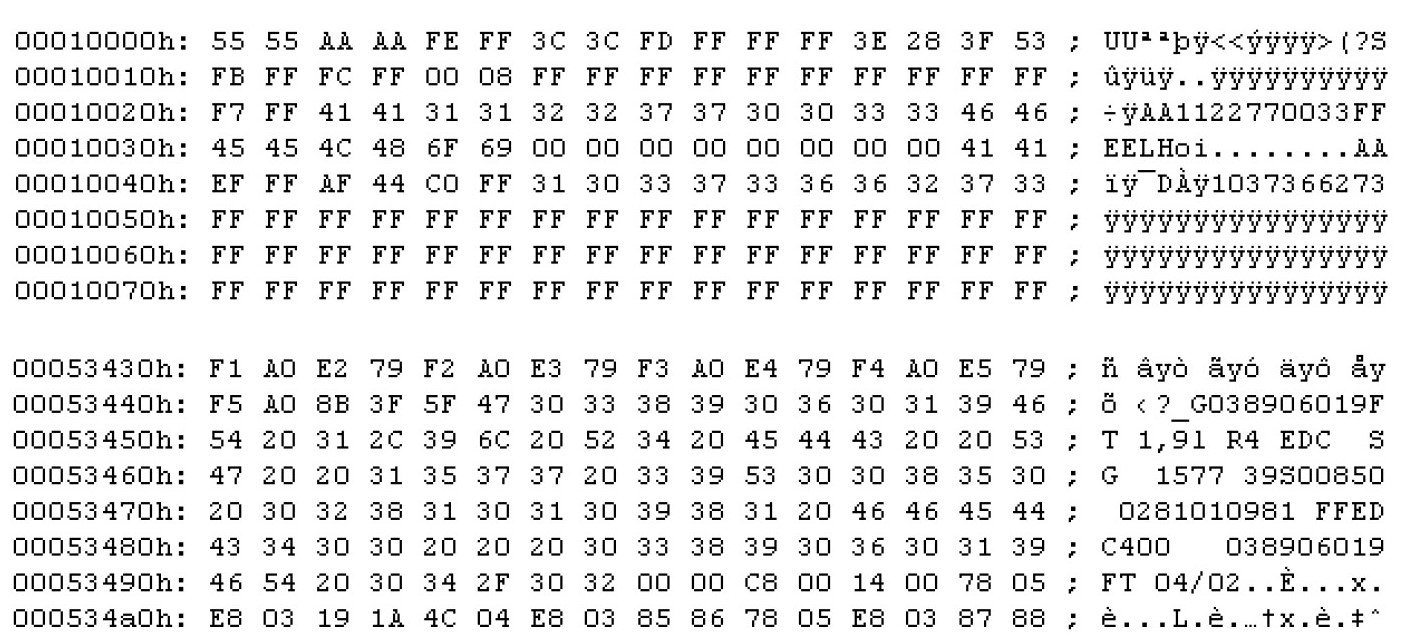 00010000h: 55 55 AA AA FE FF 3C 3C FD FF FF FF 3E 28 3F 53 ; UUªªþÿ<<ýÿÿÿ>(?S
00010010h: FB FF FC FF 00 08 FF FF FF FF FF FF FF FF FF FF ; ûÿüÿ..ÿÿÿÿÿÿÿÿÿÿ
00010020h: F7 FF 41 41 31 31 32 32 37 37 30 30 33 33 46 46 ; ÷ÿAA1122770033FF
00010030h: 45 45 4C 48 6F 69 00 00 00 00 00 00 00 00 41 41 ; EELHoi........AA
00010040h: EF FF AF 44 C0 FF 31 30 33 37 33 36 36 32 37 33 ; ïÿ¯DÀÿ1037366273
00010050h: FF FF FF FF FF FF FF FF FF FF FF FF FF FF FF FF ; ÿÿÿÿÿÿÿÿÿÿÿÿÿÿÿÿ
00010060h: FF FF FF FF FF FF FF FF FF FF FF FF FF FF FF FF ; ÿÿÿÿÿÿÿÿÿÿÿÿÿÿÿÿ
00010070h: FF FF FF FF FF FF FF FF FF FF FF FF FF FF FF FF ; ÿÿÿÿÿÿÿÿÿÿÿÿÿÿÿÿ
00053430h: F1 A0 E2 79 F2 A0 E3 79 F3 A0 E4 79 F4 A0 E5 79 ; ñ âyò ãyó äyô åy
00053440h: F5 A0 8B 3F 5F 47 30 33 38 39 30 36 30 31 39 46 ; õ ‹?_G038906019F
00053450h: 54 20 31 2C 39 6C 20 52 34 20 45 44 43 20 20 53 ; T 1,9l R4 EDC  S
00053460h: 47 20 20 31 35 37 37 20 33 39 53 30 30 38 35 30 ; G  1577 39S00850
00053470h: 20 30 32 38 31 30 31 30 39 38 31 20 46 46 45 44 ;  0281010981 FFED
00053480h: 43 34 30 30 20 20 20 30 33 38 39 30 36 30 31 39 ; C400   038906019
00053490h: 46 54 20 30 34 2F 30 32 00 00 C8 00 14 00 78 05 ; FT 04/02..È...x.
000534a0h: E8 03 19 1A 4C 04 E8 03 85 86 78 05 E8 03 87 88 ; è...L.è.…†x.è.‡ˆ